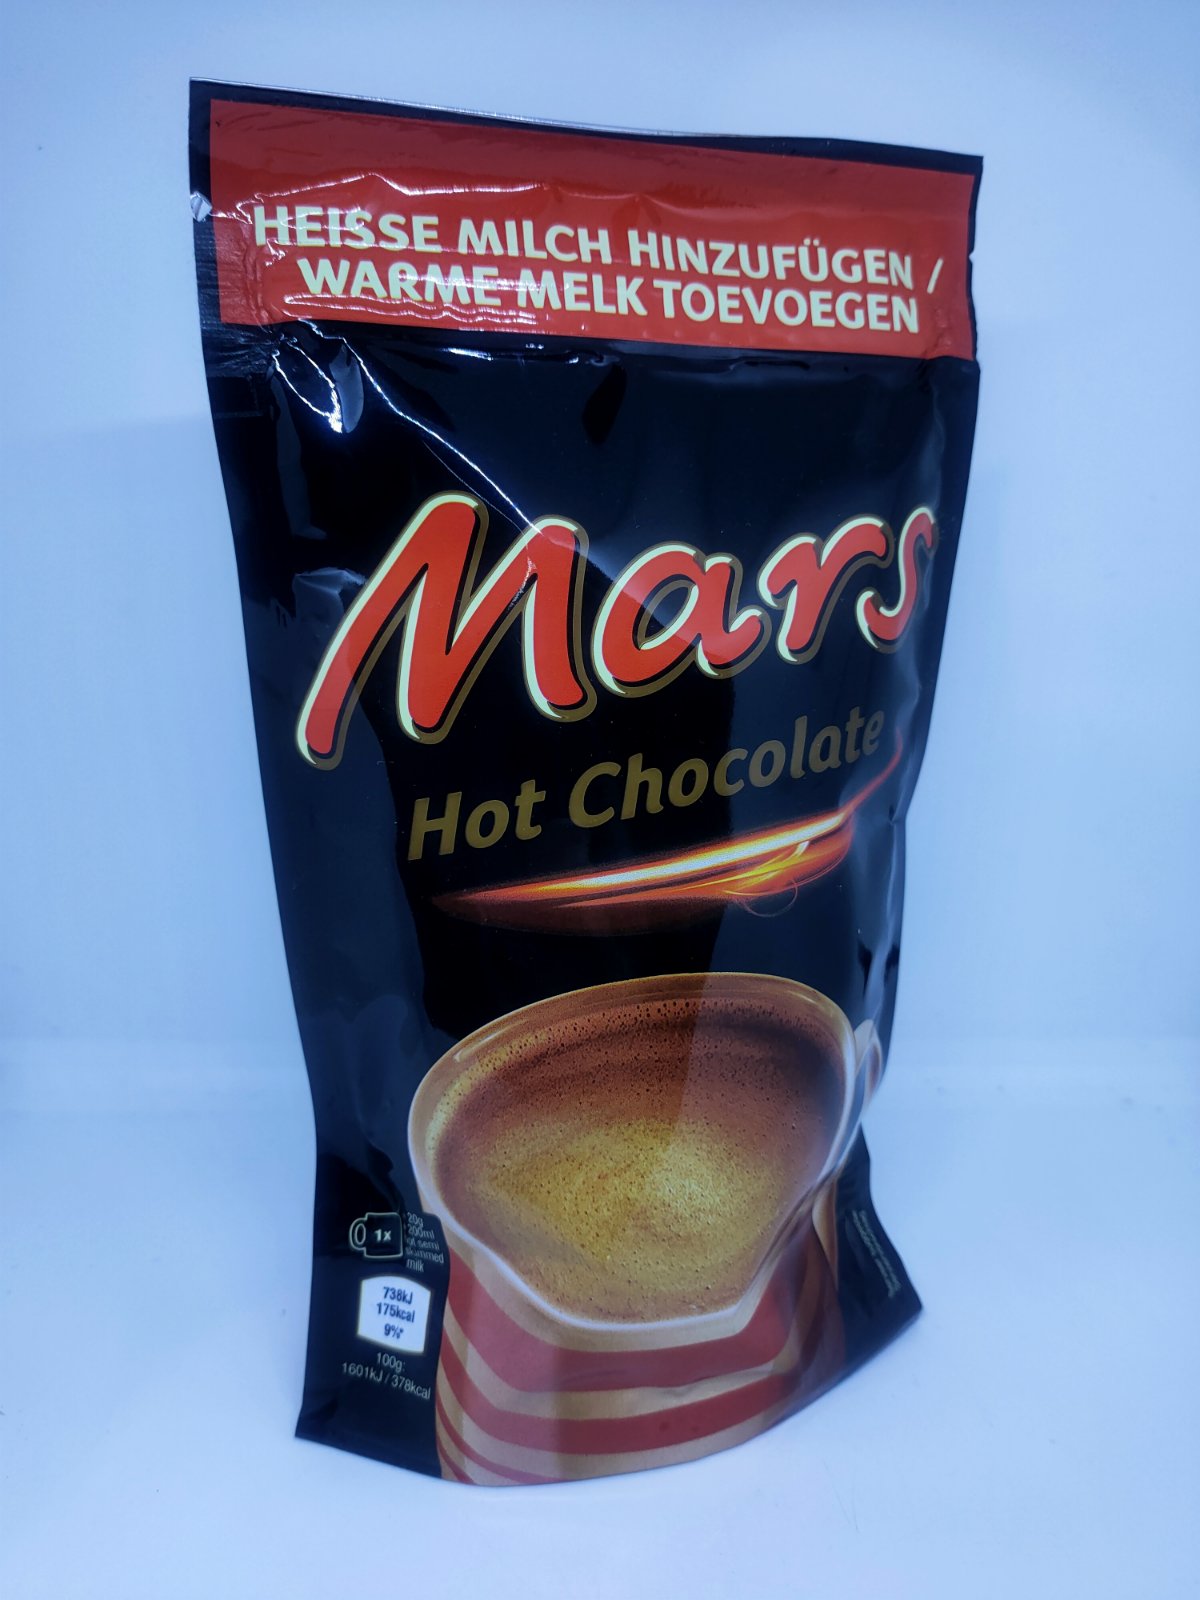 HEISSE MILCH HINZUFÜGEN /
WARME MELK TOEVOEGEN
Mars
Hot Chocolate
1x
20g
200ml
of semi
skimmed
milk
738kJ
175kcal
9%*
100g:
1601kJ / 378kcal